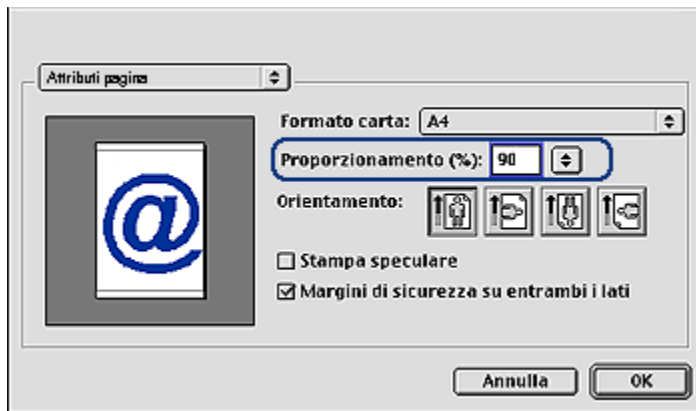 Attributi pagina
Formato carta: A4
Proporzionamento (%): 90
Orientamento:
@
Stampa speculare
Margini di sicurezza su entrambi i lati
Annulla OK